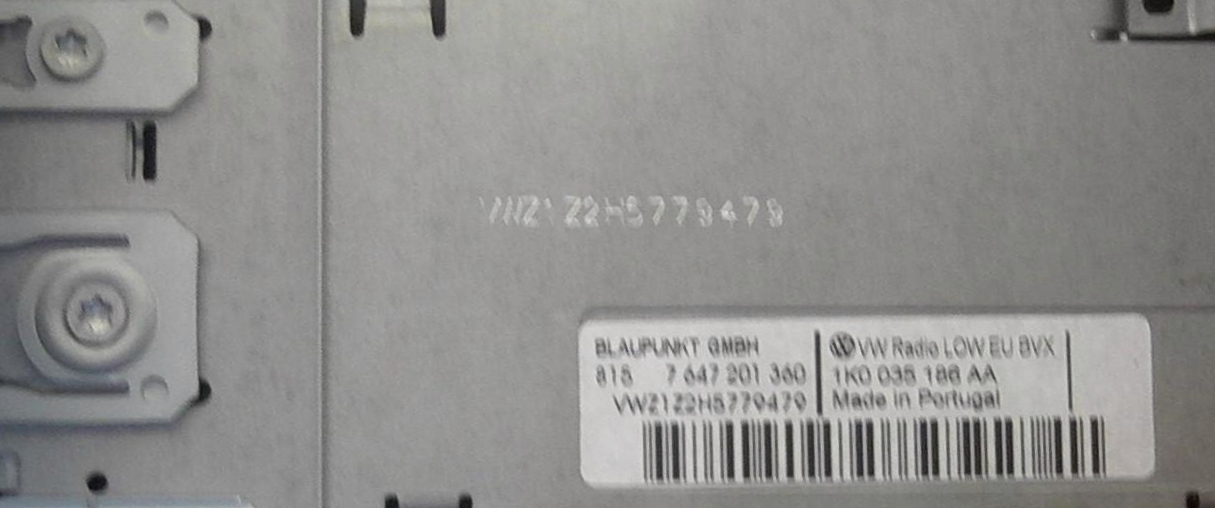 VWZ1Z2H5779479
BLAUPUNKT GMBH
815 7 647 201 360
VWZ1Z2H5779479
VW Radio LOW EU BVX
1K0 035 186 AA
Made in Portugal